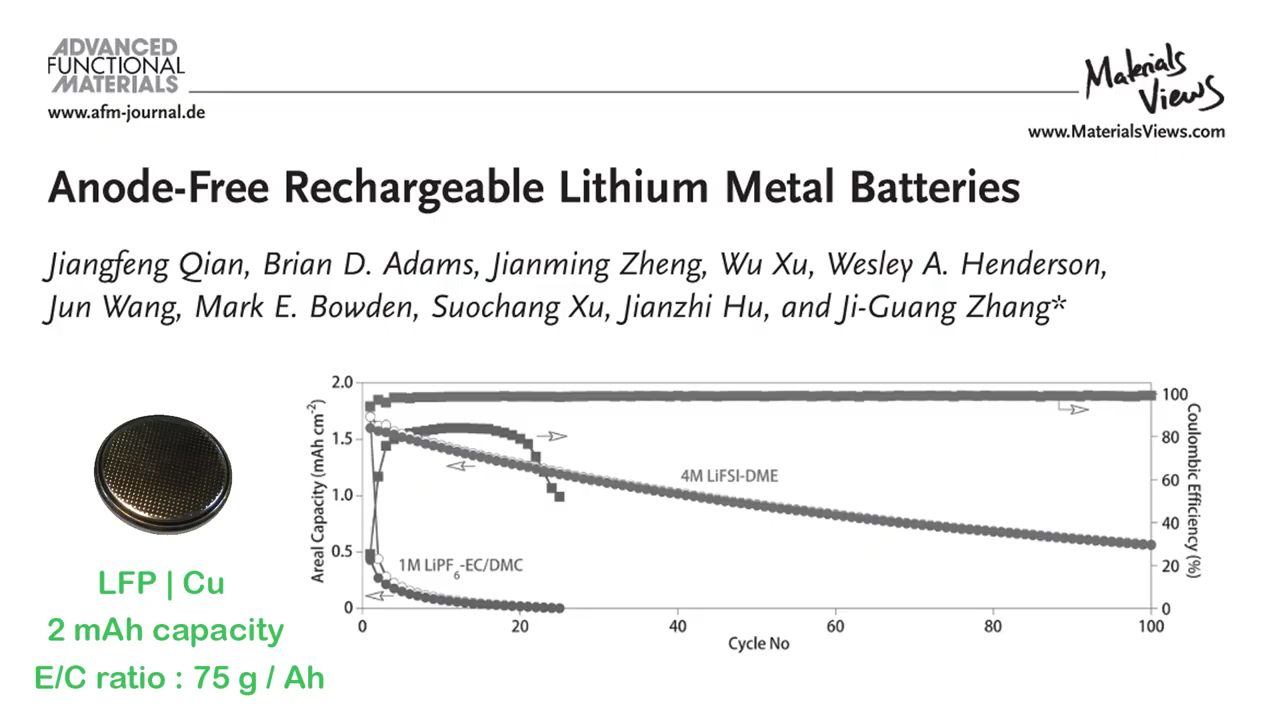 ADVANCED
FUNCTIONAL
MATERIALS
www.afm-journal.de
Materials
Views
www.MaterialsViews.com
Anode-Free Rechargeable Lithium Metal Batteries
Jiangfeng Qian, Brian D. Adams, Jianming Zheng, Wu Xu, Wesley A. Henderson,
Jun Wang, Mark E. Bowden, Suochang Xu, Jianzhi Hu, and Ji-Guang Zhang*
LFP | Cu
2 mAh capacity
E/C ratio : 75 g / Ah
Areal Capacity (mAh cm⁻²)
2.0
1.5
1.0
0.5
0
4M LiFSI-DME
1M LiPF₆-EC/DMC
100
80
60
40
20
0
Coulombic Efficiency (%)
0 20 40 60 80 100
Cycle No